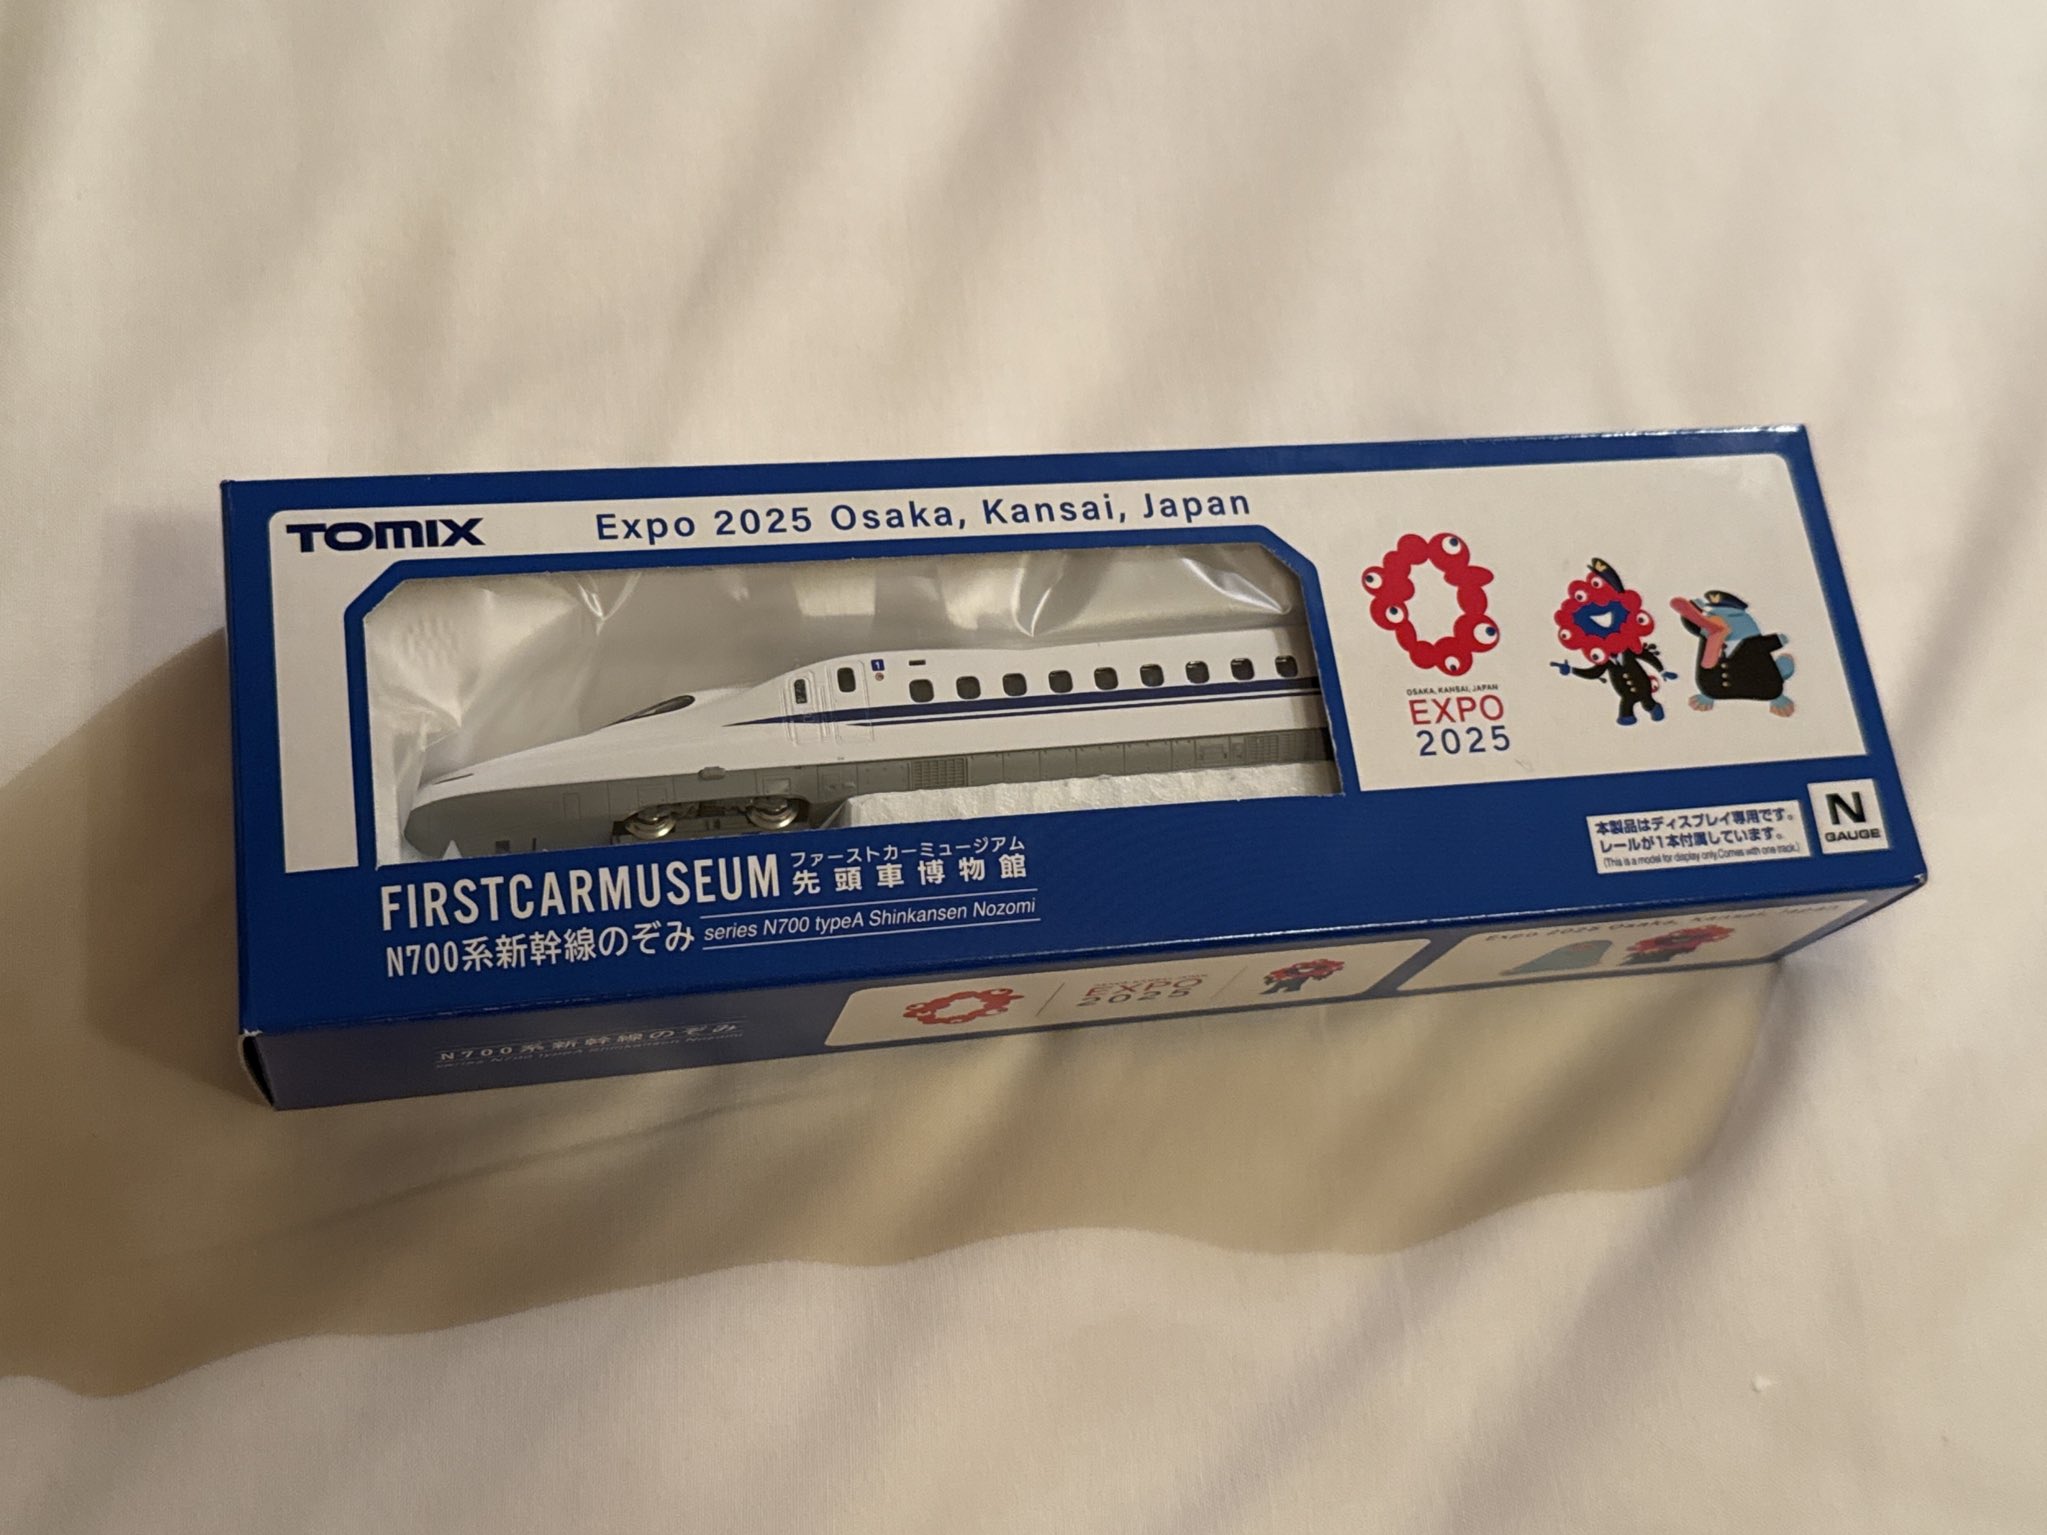 TOMIX
Expo 2025 Osaka, Kansai, Japan
1
OSAKA, KANSAI, JAPAN
EXPO
2025
FIRSTCARMUSEUM
ファーストカーミュージアム
先頭車博物館
N700系新幹線のぞみ
series N700 typeA Shinkansen Nozomi
本製品はディスプレイ専用です。
レールが1本付属しています。
(This is a model for display only.Comes with one track.)
N
GAUGE
N700系新幹線のぞみ
series N700 typeA Shinkansen Nozomi
EXPO
2025
Expo 2025 Osaka, Kansai, Japan